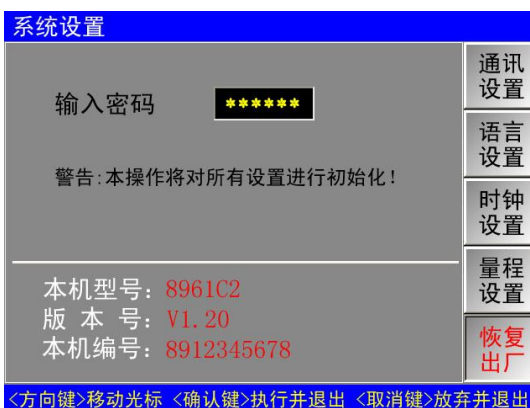 系统设置
输入密码 ******
警告:本操作将对所有设置进行初始化!
本机型号: 8961C2
版 本 号: V1.20
本机编号: 8912345678
通讯
设置
语言
设置
时钟
设置
量程
设置
恢复
出厂
<方向键>移动光标 <确认键>执行并退出 <取消键>放弃并退出